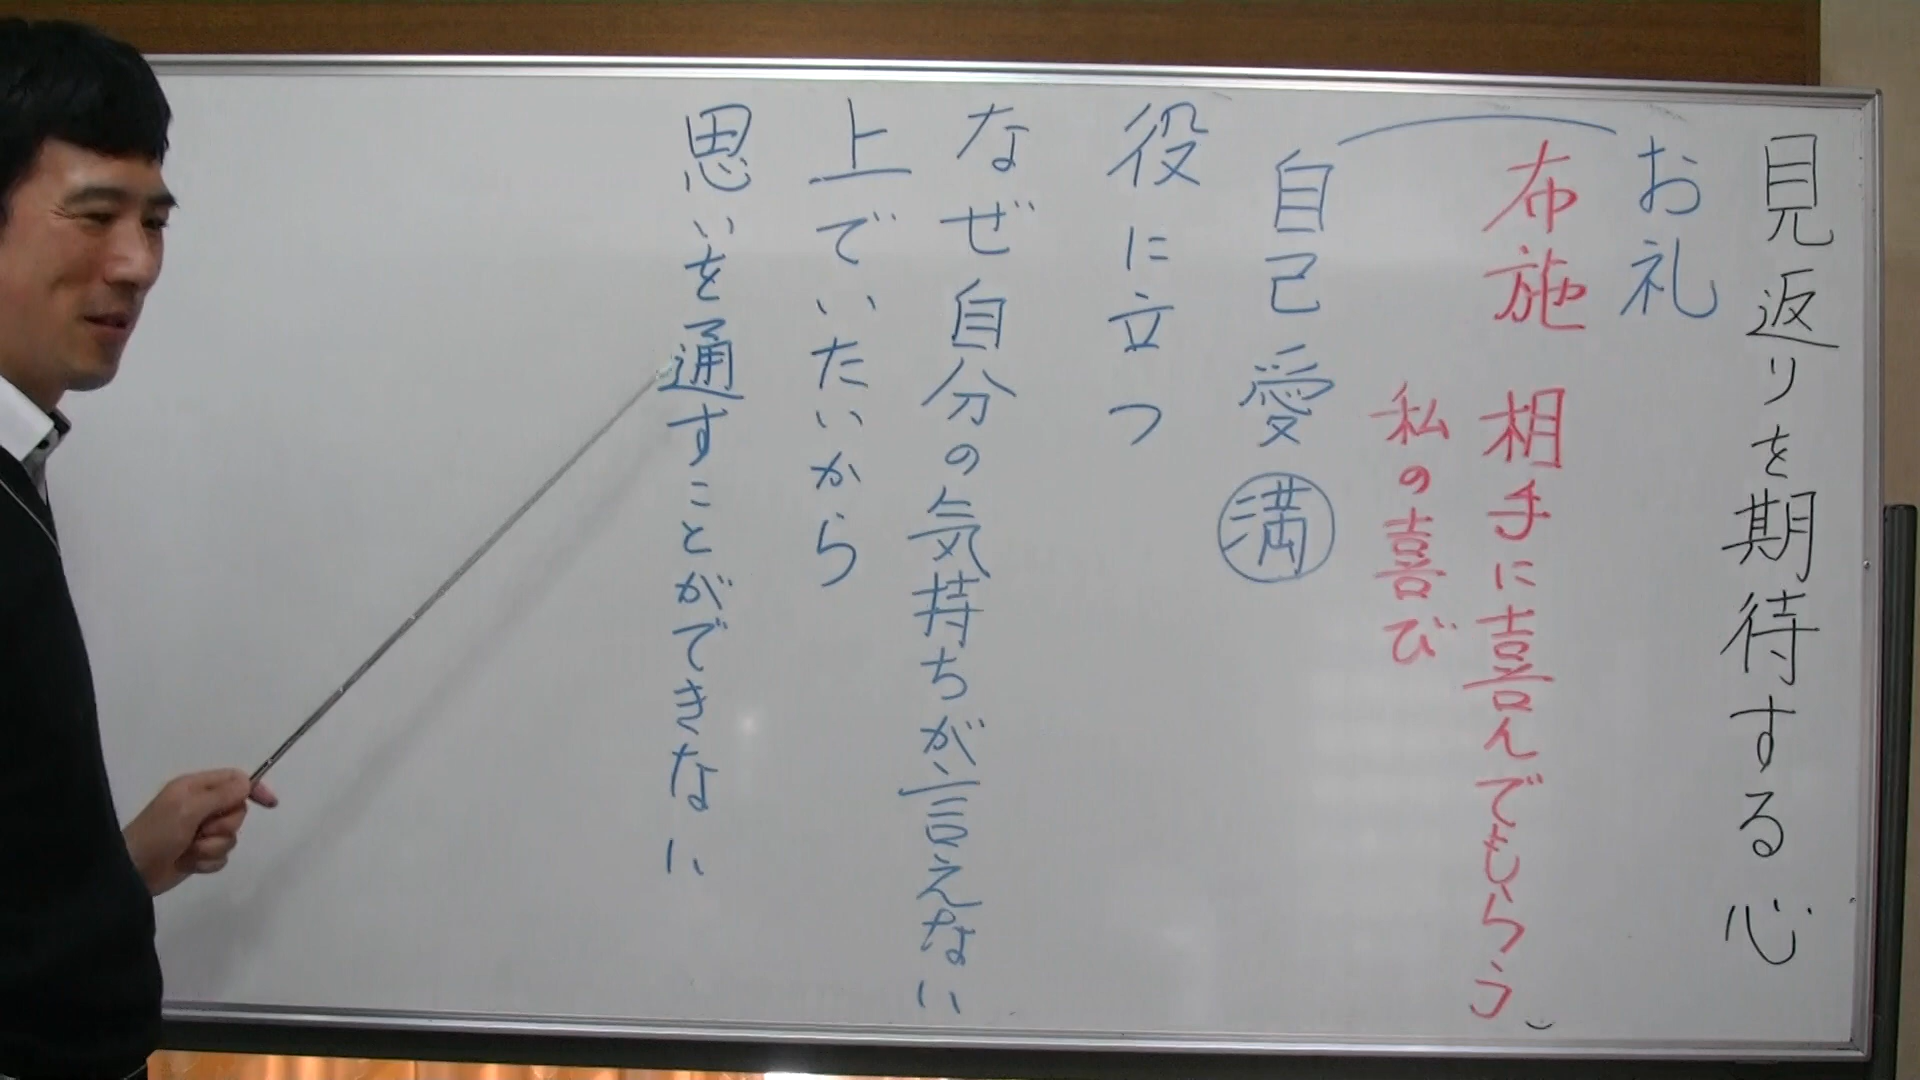 見返りを期待する心
お礼
布施 相手に喜んでもらう
私の喜び
自己愛 満
役に立つ
なぜ自分の気持ちが言えない
上でいたいから
思いを通すことができない